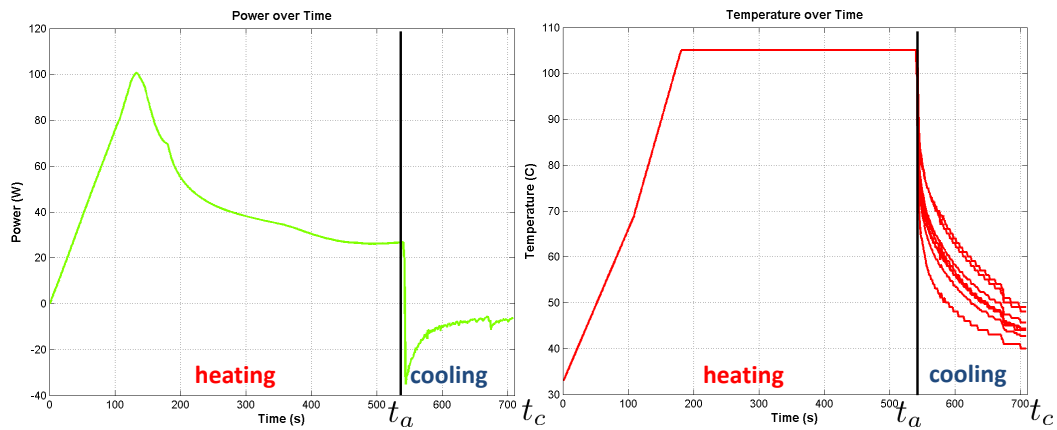 Power over Time
Power (W)
120
100
80
60
40
20
0
-20
-40
0
100
200
300
400
500
600
700
Time (s)
heating
cooling
t_a
t_c
Temperature over Time
Temperature (C)
110
100
90
80
70
60
50
40
30
0
100
200
300
400
500
600
700
Time (s)
heating
cooling
t_a
t_c